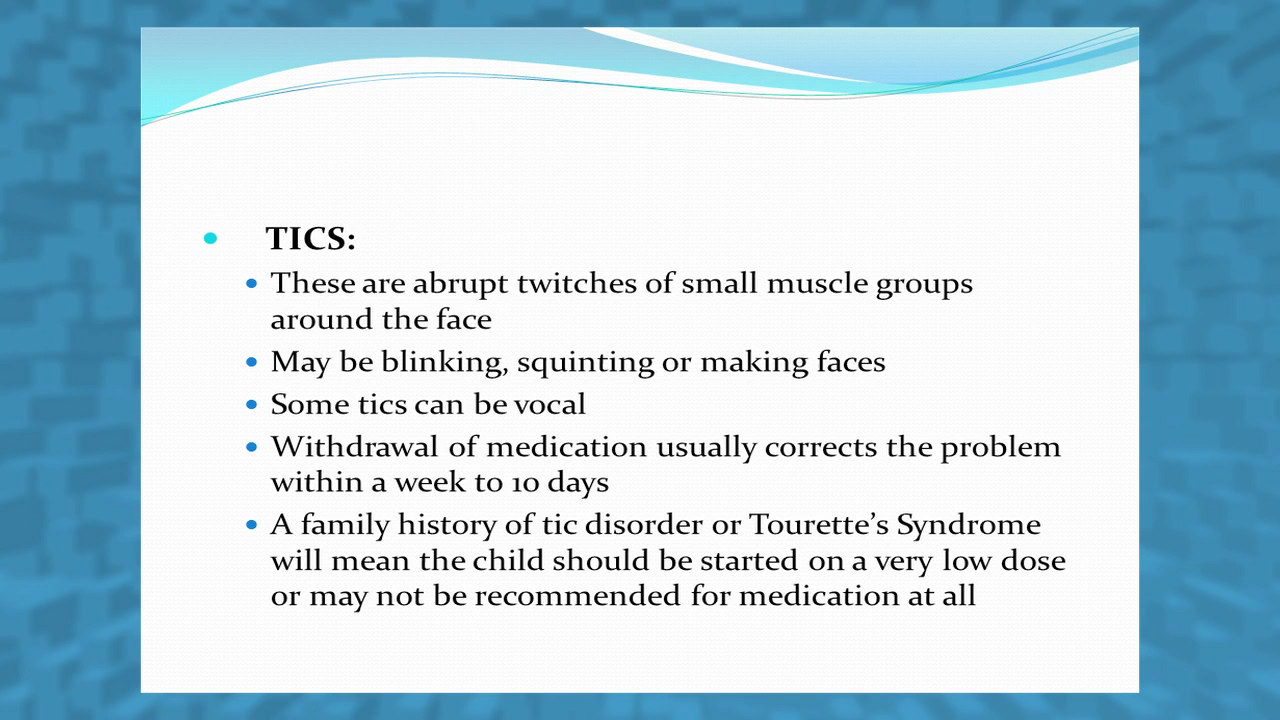 TICS:
These are abrupt twitches of small muscle groups
around the face
May be blinking, squinting or making faces
Some tics can be vocal
Withdrawal of medication usually corrects the problem
within a week to 10 days
A family history of tic disorder or Tourette’s Syndrome
will mean the child should be started on a very low dose
or may not be recommended for medication at all